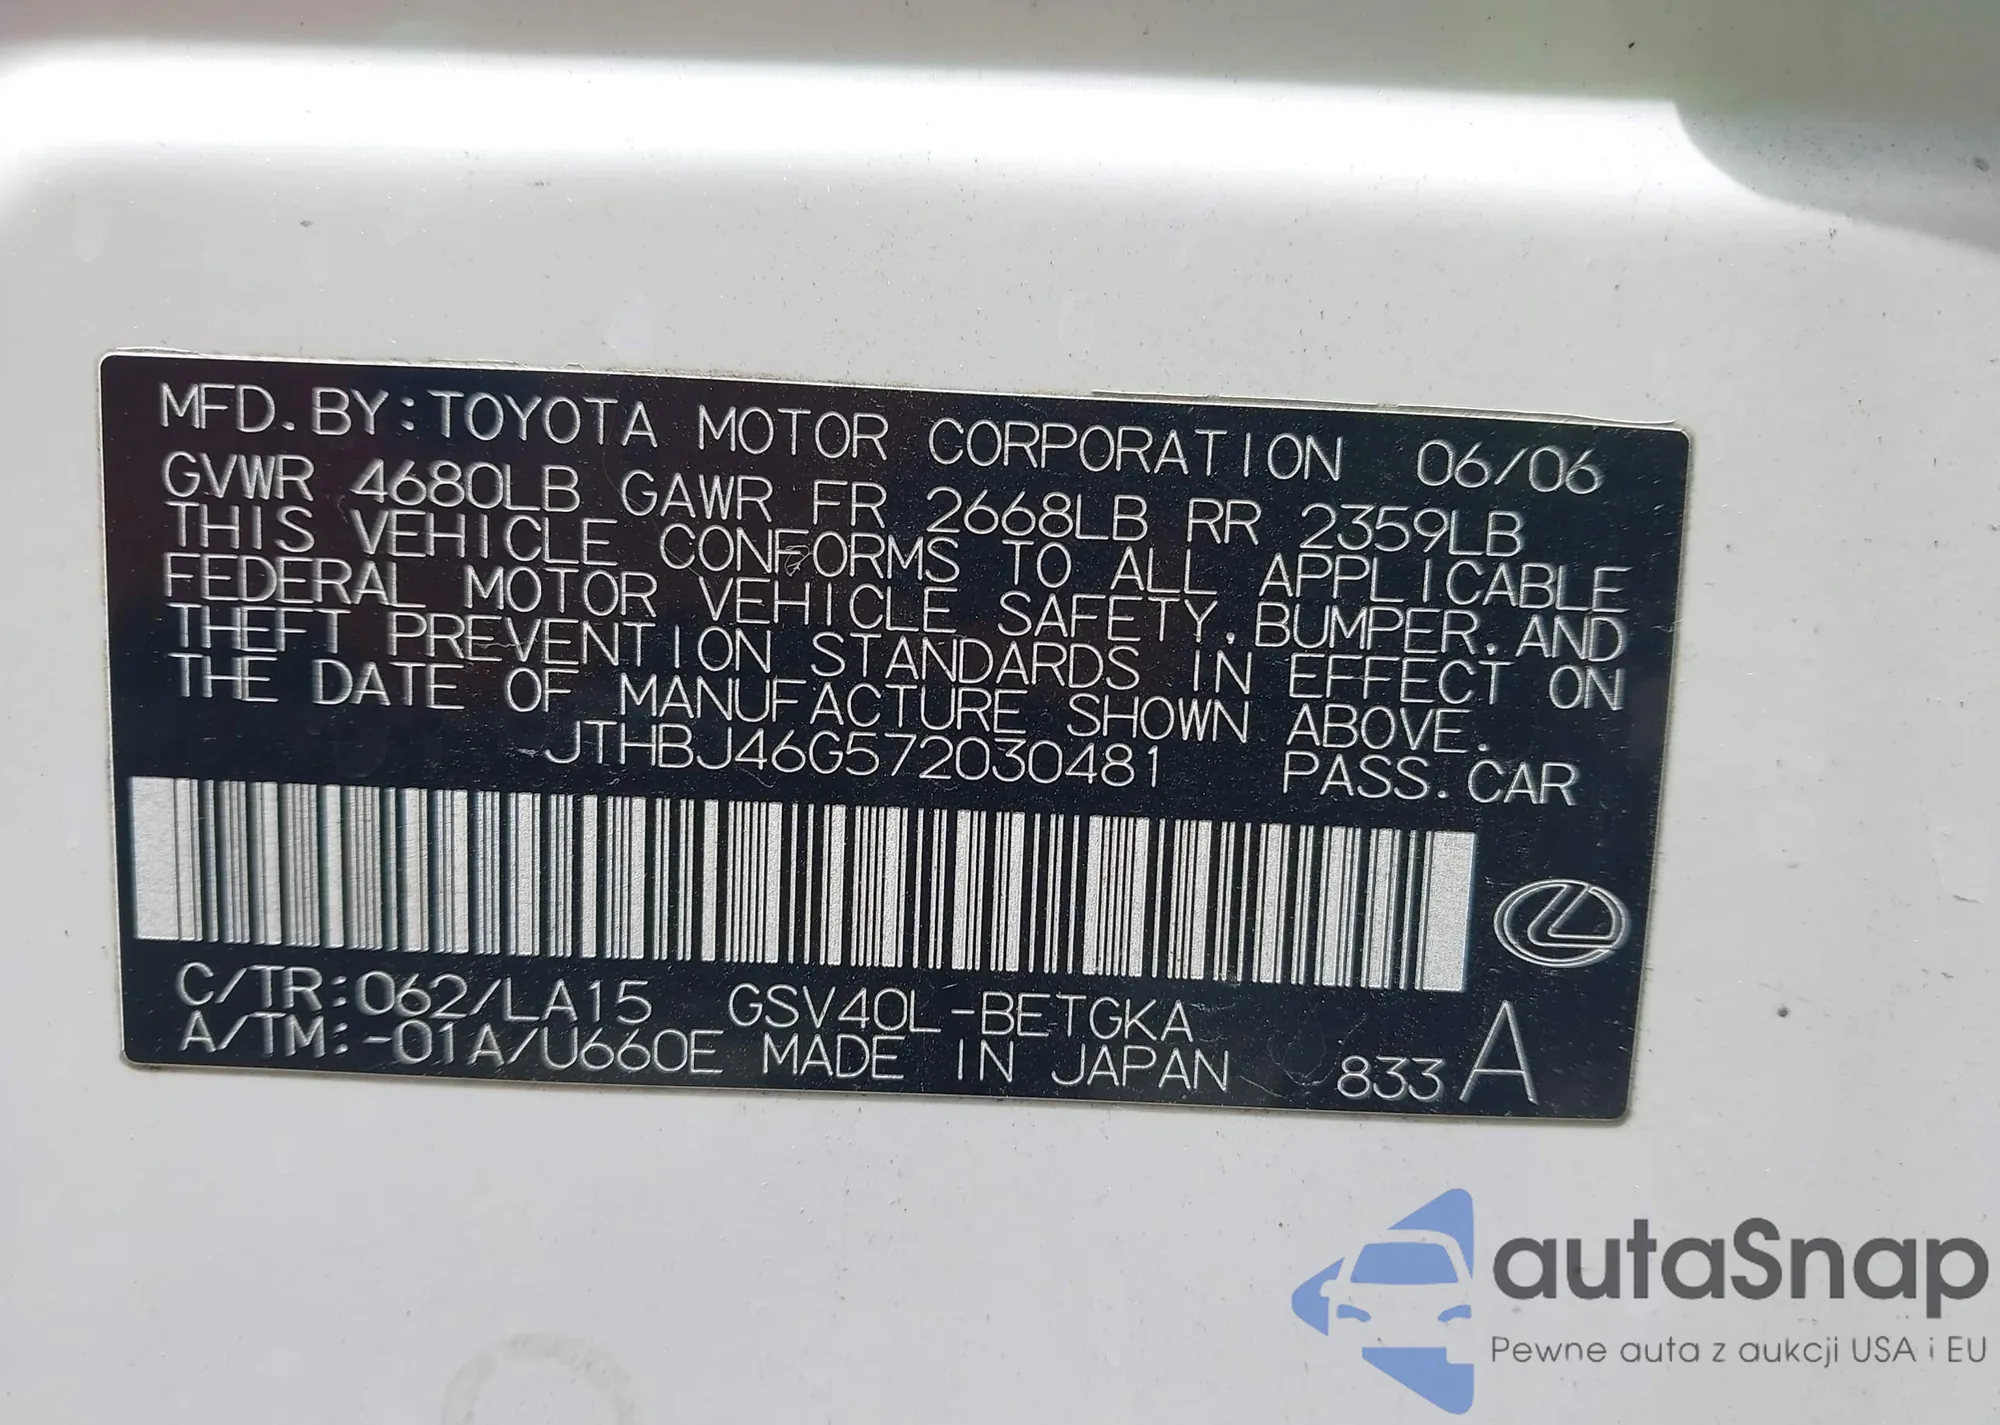 MFD. BY: TOYOTA MOTOR CORPORATION 06/06
GVWR 4680LB GAWR FR 2668LB RR 2359LB
THIS VEHICLE CONFORMS TO ALL APPLICABLE
FEDERAL MOTOR VEHICLE SAFETY, BUMPER, AND
THEFT PREVENTION STANDARDS IN EFFECT ON
THE DATE OF MANUFACTURE SHOWN ABOVE.
JTHBJ46G572030481 PASS. CAR
C/TR: 062/LA15 GSV40L-BETGKA
A/TM: -01A/U660E MADE IN JAPAN 833 A
autaSnap
Pewne auta z aukcji USA i EU